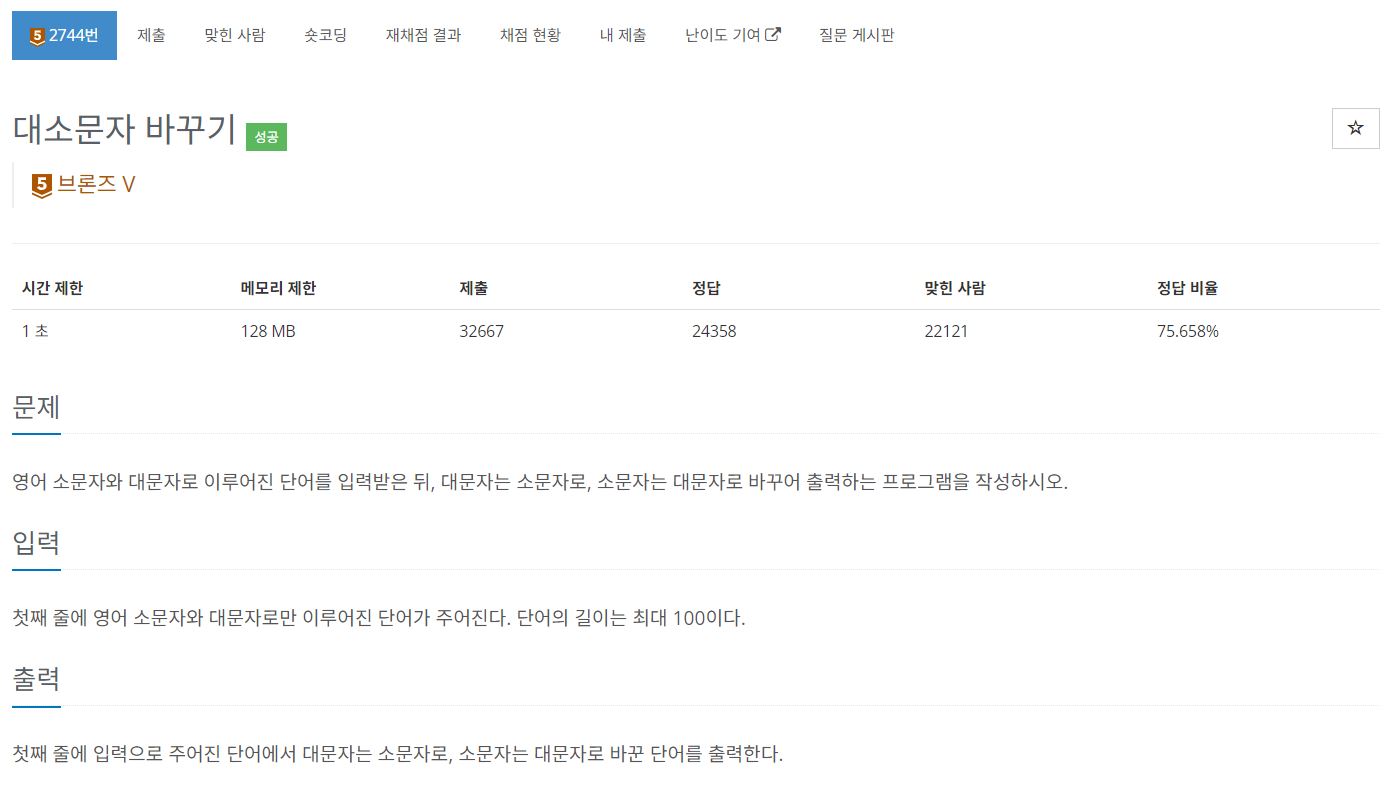 5 2744번 제출 맞힌 사람 숏코딩 재채점 결과 채점 현황 내 제출 난이도 기여 질문 게시판
대소문자 바꾸기 성공
5 브론즈 V
시간 제한 메모리 제한 제출 정답 맞힌 사람 정답 비율
1 초 128 MB 32667 24358 22121 75.658%
문제
영어 소문자와 대문자로 이루어진 단어를 입력받은 뒤, 대문자는 소문자로, 소문자는 대문자로 바꾸어 출력하는 프로그램을 작성하시오.
입력
첫째 줄에 영어 소문자와 대문자로만 이루어진 단어가 주어진다. 단어의 길이는 최대 100이다.
출력
첫째 줄에 입력으로 주어진 단어에서 대문자는 소문자로, 소문자는 대문자로 바꾼 단어를 출력한다.